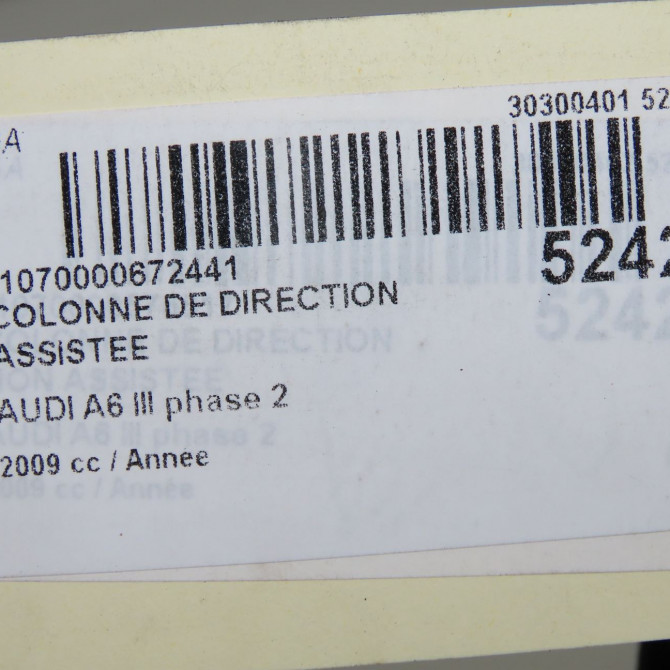 30300401 52
A
1070000672441
5242
COLONNE DE DIRECTION
ASSISTEE
AUDI A6 III phase 2
2009 cc / Année